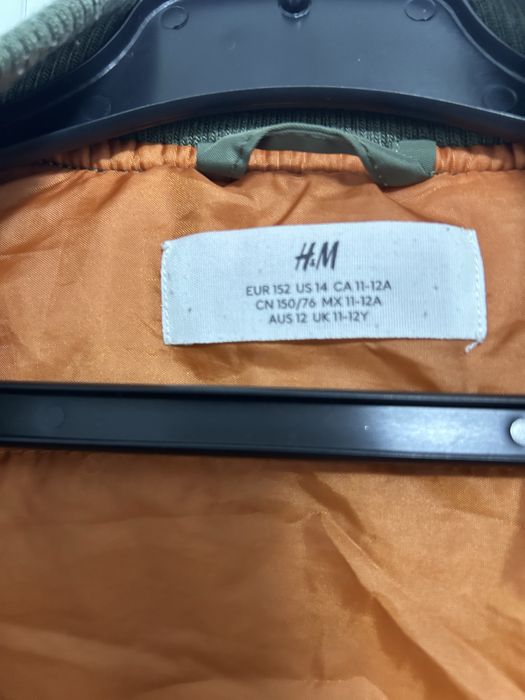 H&M
EUR 152 US 14 CA 11-12A
CN 150/76 MX 11-12A
AUS 12 UK 11-12Y